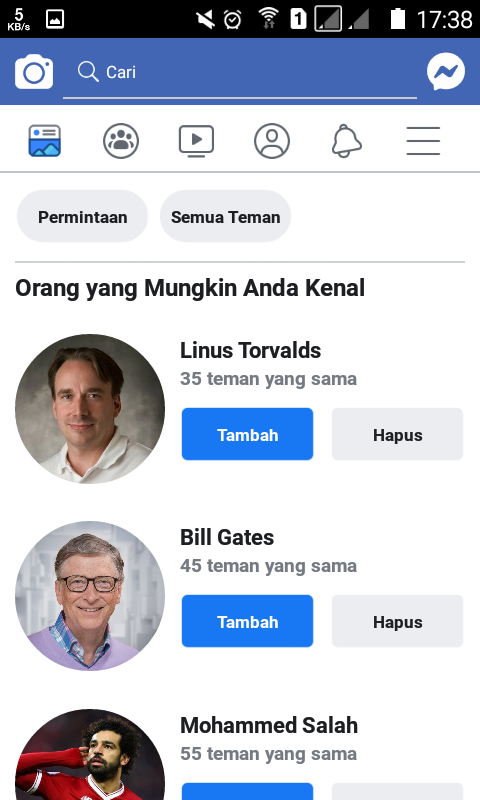 5
KB/s
1
17:38
Cari
Permintaan
Semua Teman
Orang yang Mungkin Anda Kenal
Linus Torvalds
35 teman yang sama
Tambah
Hapus
Bill Gates
45 teman yang sama
Tambah
Hapus
Mohammed Salah
55 teman yang sama